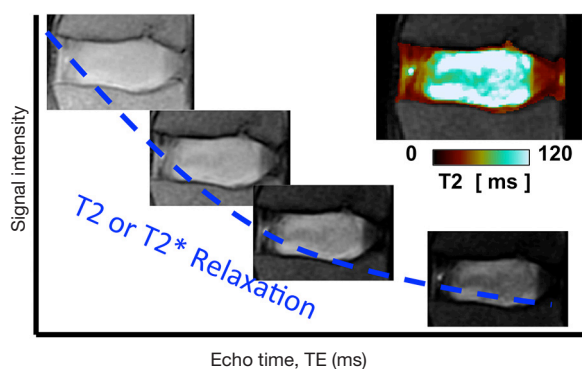 Signal intensity
0 120
T2 [ ms ]
T2 or T2* Relaxation
Echo time, TE (ms)